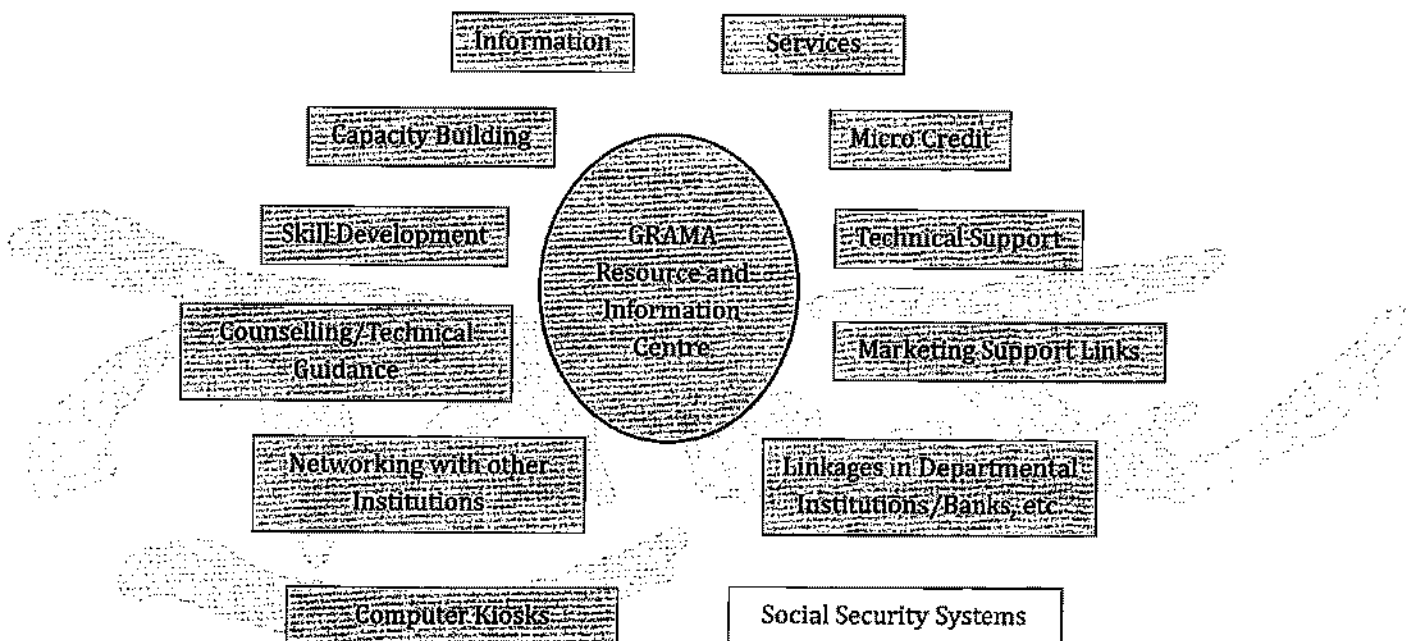 Information
Services
Capacity Building
Micro Credit
Skill Development
GRAMA
Resource and
Information
Centre
Technical Support
Counselling/Technical
Guidance
Marketing Support Links
Networking with other
Institutions
Linkages in Departmental
Institutions/Banks, etc
Computer Kiosks
Social Security Systems